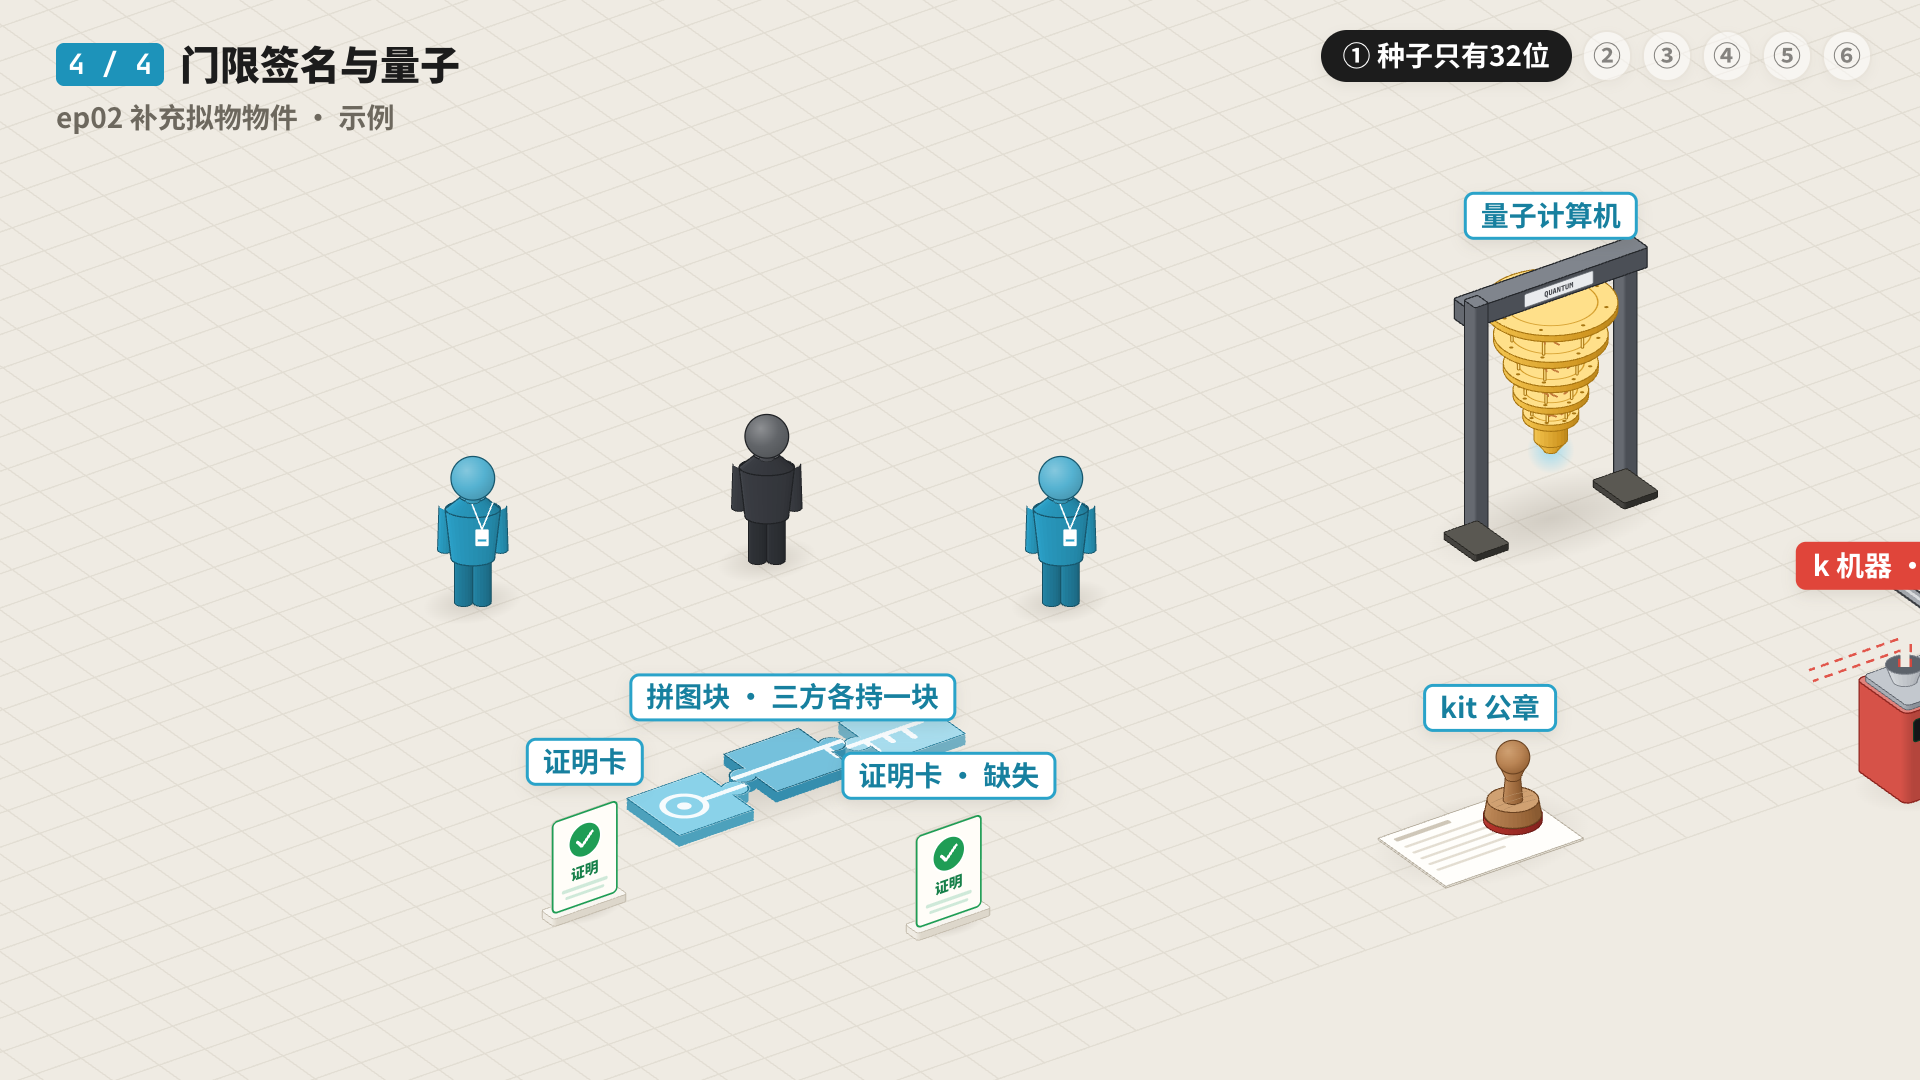 4 / 4 门限签名与量子
ep02 补充拟物物件 · 示例
① 种子只有32位 ② ③ ④ ⑤ ⑥
量子计算机
QUANTUM
k 机器 ·
拼图块 · 三方各持一块
kit 公章
证明卡
证明卡 · 缺失
证明
证明